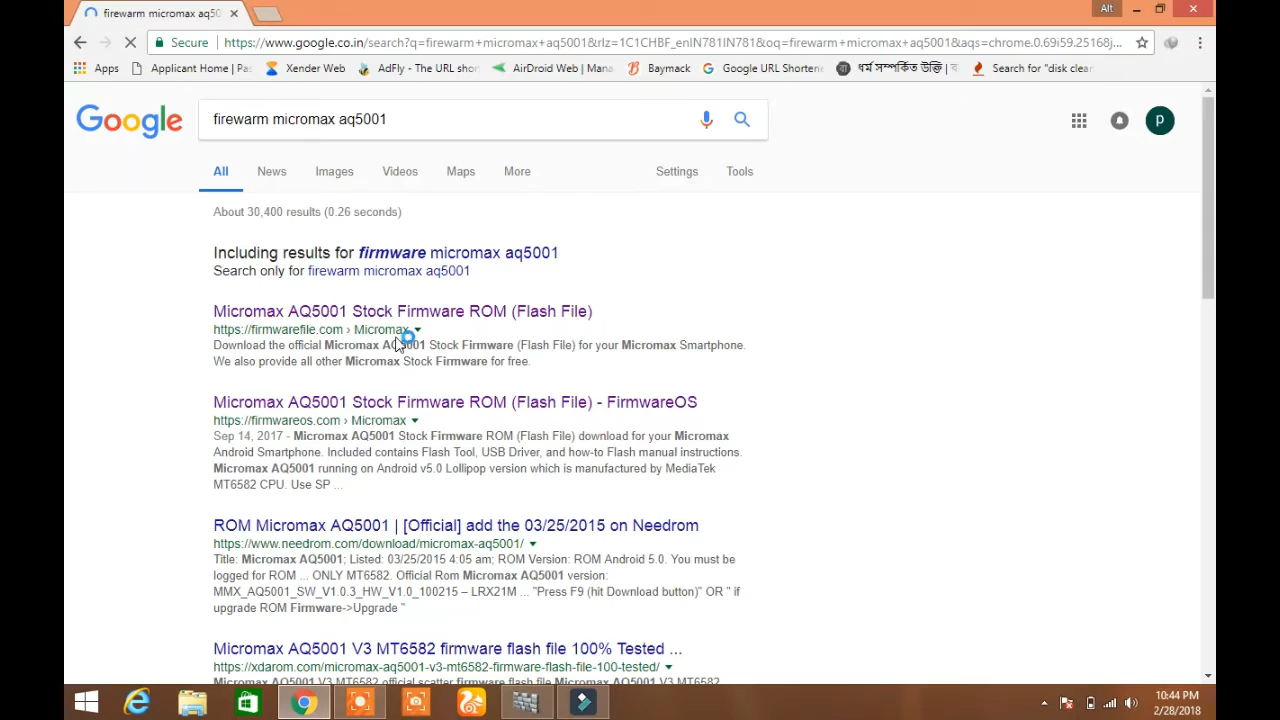 firewarm micromax aq50
Alt
Secure
https://www.google.co.in/search?q=firewarm+micromax+aq5001&rlz=1C1CHBF_enIN781IN781&oq=firewarm+micromax+aq5001&aqs=chrome.0.69i59.25168j...
Apps
Applicant Home | Pas
Xender Web
AdFly - The URL shor
AirDroid Web | Mana
Baymack
Google URL Shortene
ধর্ম সম্পর্কিত উক্তি | ব
Search for "disk clear
Google
firewarm micromax aq5001
p
All
News
Images
Videos
Maps
More
Settings
Tools
About 30,400 results (0.26 seconds)
Including results for firmware micromax aq5001
Search only for firewarm micromax aq5001
Micromax AQ5001 Stock Firmware ROM (Flash File)
https://firmwarefile.com › Micromax
Download the official Micromax AQ5001 Stock Firmware (Flash File) for your Micromax Smartphone.
We also provide all other Micromax Stock Firmware for free.
Micromax AQ5001 Stock Firmware ROM (Flash File) - FirmwareOS
https://firmwareos.com › Micromax
Sep 14, 2017 - Micromax AQ5001 Stock Firmware ROM (Flash File) download for your Micromax
Android Smartphone. Included contains Flash Tool, USB Driver, and how-to Flash manual instructions.
Micromax AQ5001 running on Android v5.0 Lollipop version which is manufactured by MediaTek
MT6582 CPU. Use SP ...
ROM Micromax AQ5001 | [Official] add the 03/25/2015 on Needrom
https://www.needrom.com/download/micromax-aq5001/
Title: Micromax AQ5001; Listed: 03/25/2015 4:05 am; ROM Version: ROM Android 5.0. You must be
logged for ROM ... ONLY MT6582. Official Rom Micromax AQ5001 version:
MMX_AQ5001_SW_V1.0.3_HW_V1.0_100215 – LRX21M ... "Press F9 (hit Download button)" OR " if
upgrade ROM Firmware->Upgrade "
Micromax AQ5001 V3 MT6582 firmware flash file 100% Tested ...
https://xdarom.com/micromax-aq5001-v3-mt6582-firmware-flash-file-100-tested/
Micromax AQ5001 V3 MT6582 official scatter firmware flash file Micromax AQ5001 V3 MT6582
10:44 PM
2/28/2018